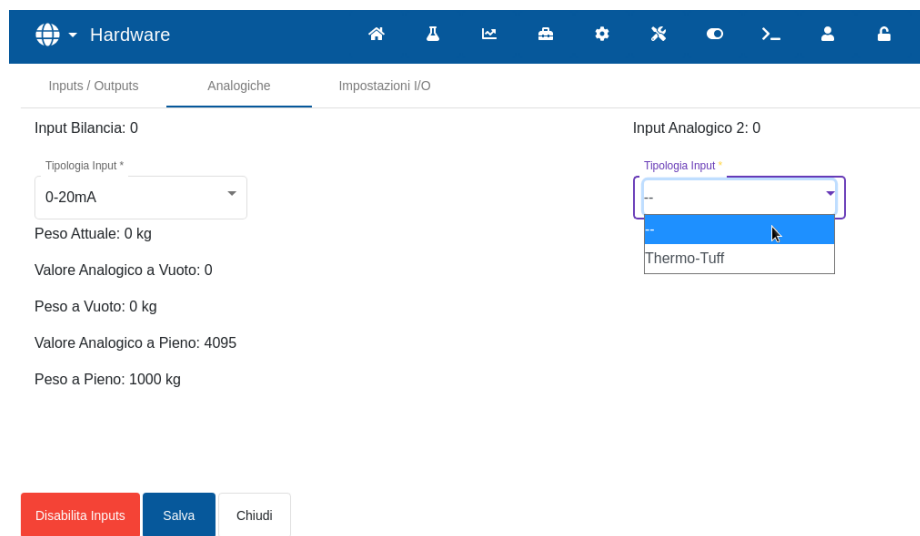 Hardware
Inputs / Outputs
Analogiche
Impostazioni I/O
Input Bilancia: 0
Tipologia Input *
0-20mA
Peso Attuale: 0 kg
Valore Analogico a Vuoto: 0
Peso a Vuoto: 0 kg
Valore Analogico a Pieno: 4095
Peso a Pieno: 1000 kg
Input Analogico 2: 0
Tipologia Input *
--
--
Thermo-Tuff
Disabilita Inputs
Salva
Chiudi